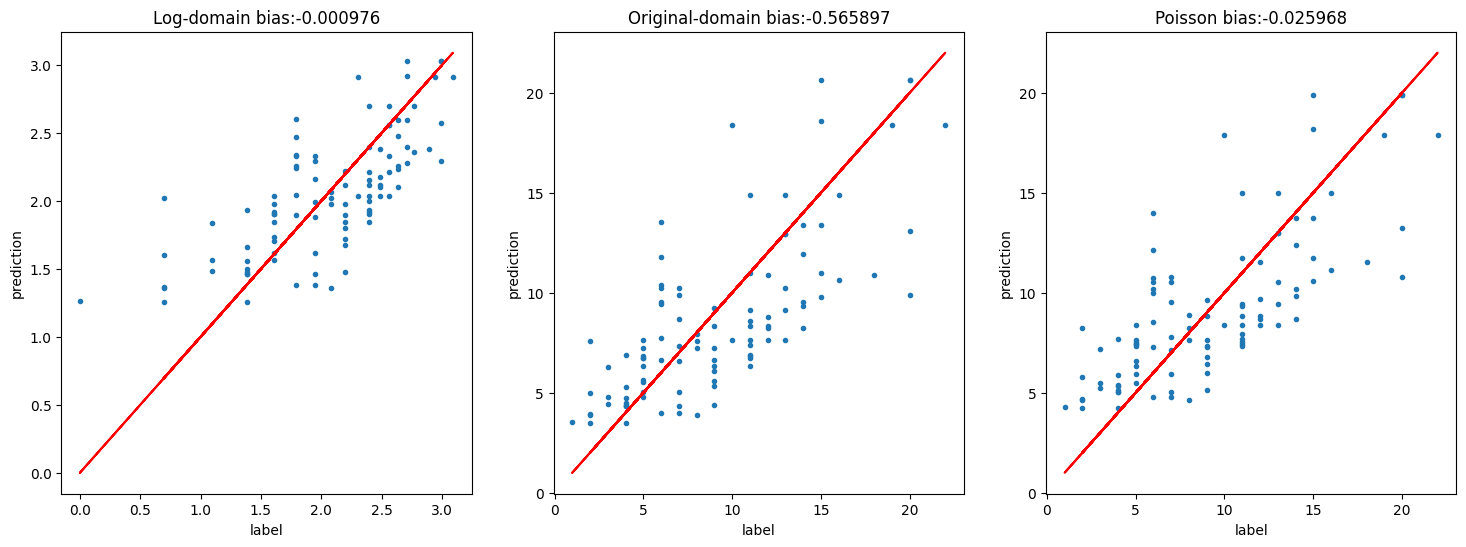 Log-domain bias:-0.000976
prediction
3.0
2.5
2.0
1.5
1.0
0.5
0.0
0.0 0.5 1.0 1.5 2.0 2.5 3.0
label
Original-domain bias:-0.565897
prediction
20
15
10
5
0
0 5 10 15 20
label
Poisson bias:-0.025968
prediction
20
15
10
5
0
0 5 10 15 20
label